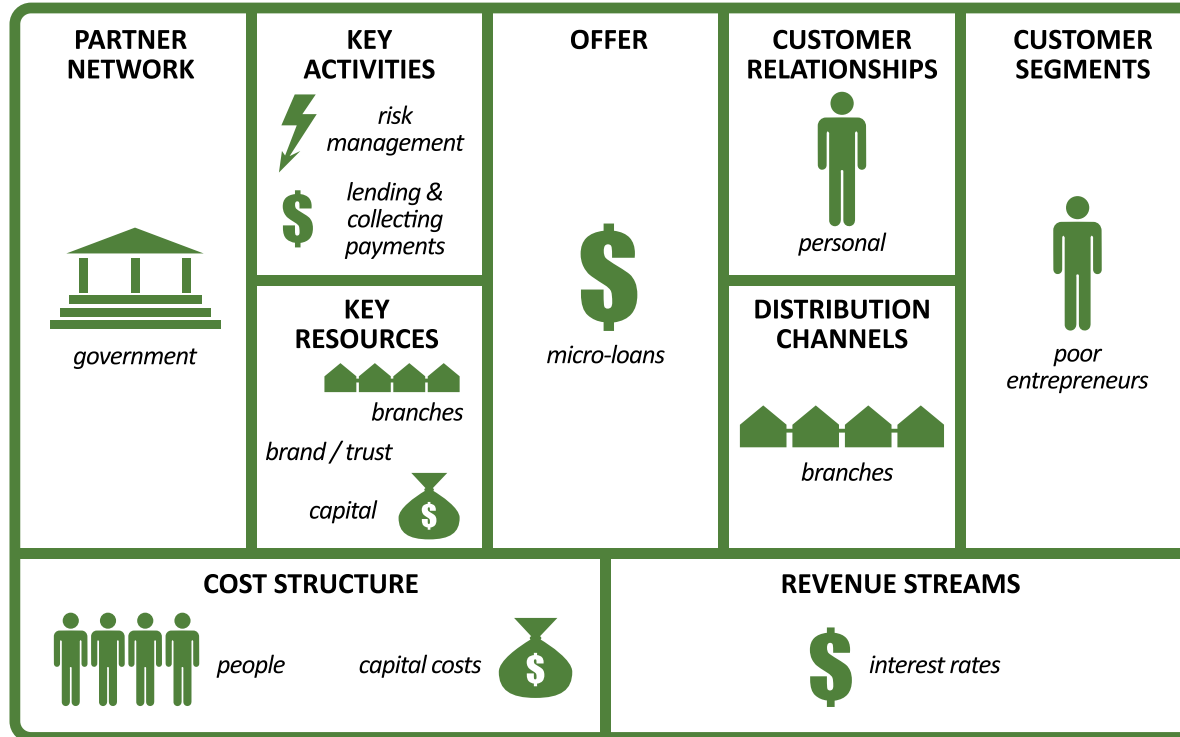 PARTNER
NETWORK
government
KEY
ACTIVITIES
risk
management
$
lending &
collecting
payments
KEY
RESOURCES
branches
brand / trust
capital
$
OFFER
$
micro-loans
CUSTOMER
RELATIONSHIPS
personal
DISTRIBUTION
CHANNELS
branches
CUSTOMER
SEGMENTS
poor
entrepreneurs
COST STRUCTURE
people
capital costs
$
REVENUE STREAMS
$
interest rates